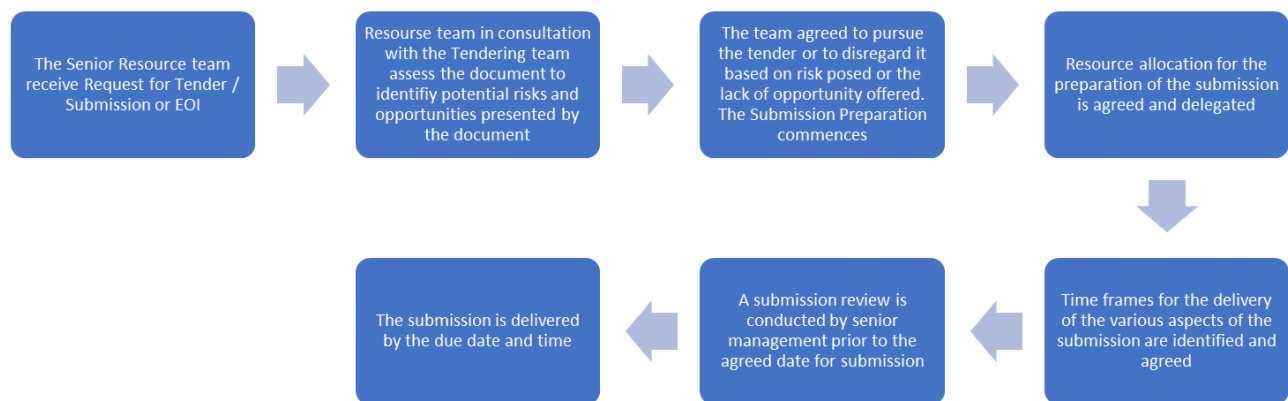 The Senior Resource team
receive Request for Tender /
Submission or EOI
Resourse team in consultation
with the Tendering team
assess the document to
identifiy potential risks and
opportunities presented by
the document
The team agreed to pursue
the tender or to disregard it
based on risk posed or the
lack of opportunity offered.
The Submission Preparation
commences
Resource allocation for the
preparation of the submission
is agreed and delegated
Time frames for the delivery
of the various aspects of the
submission are identified and
agreed
A submission review is
conducted by senior
management prior to the
agreed date for submission
The submission is delivered
by the due date and time